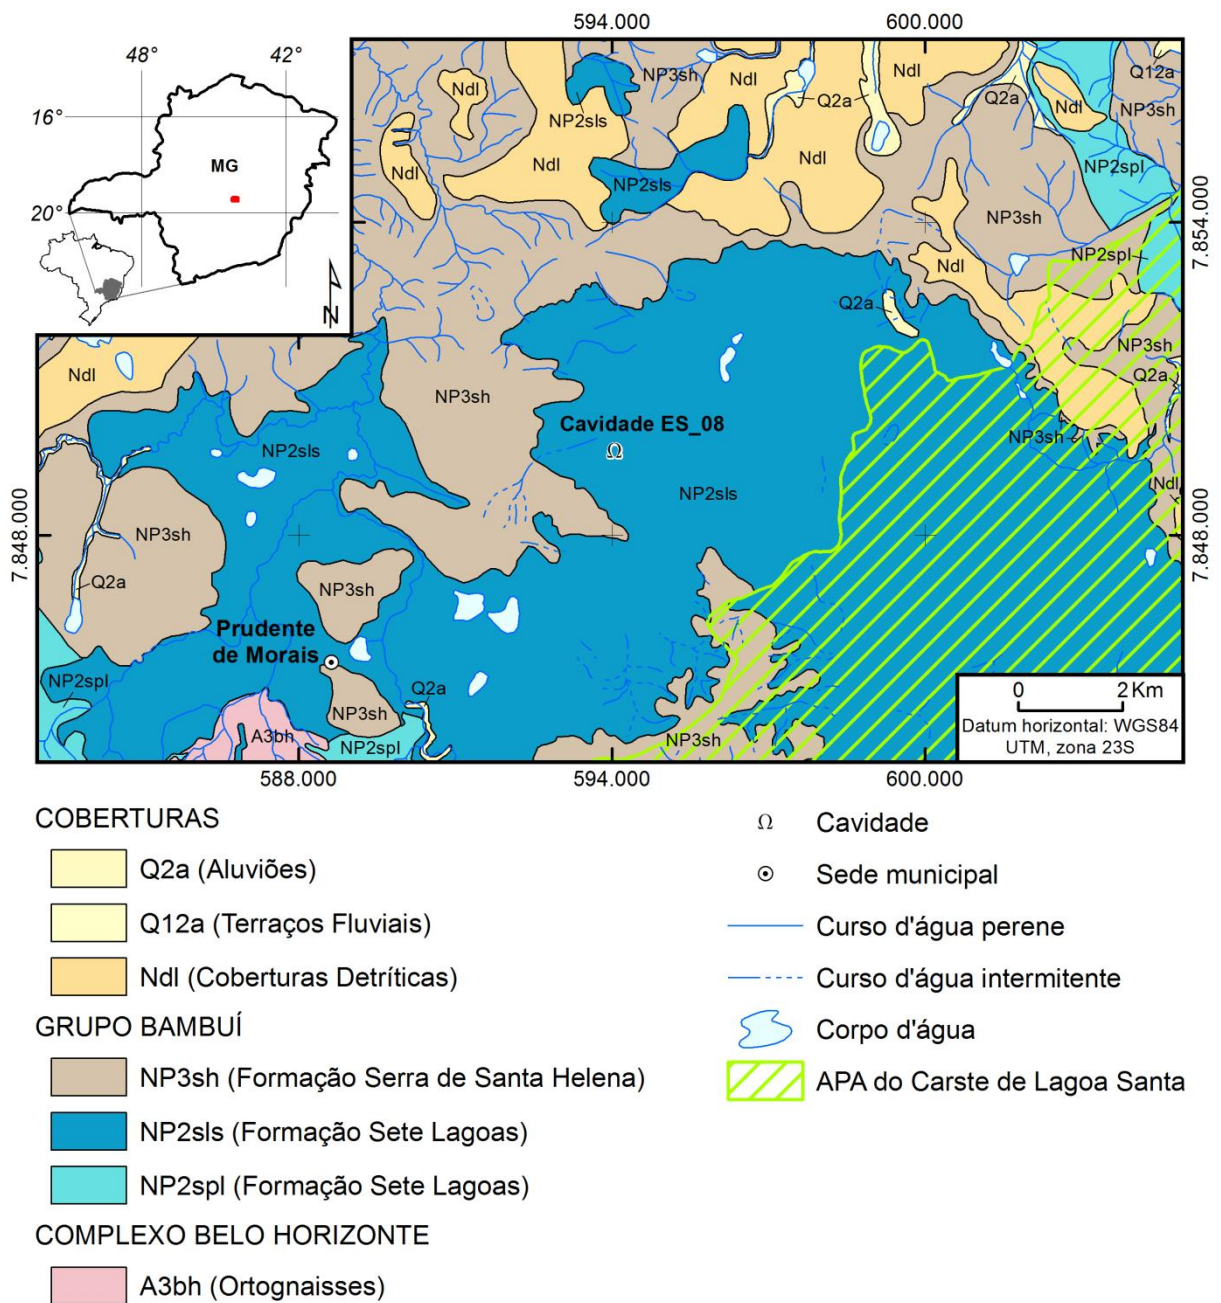 594.000
600.000
48°
42°
16°
MG
20°
N
Ndl
NP3sh
Ndl
Q2a
Ndl
Q2a
Q12a
Ndl
NP3sh
NP2sls
Ndl
Ndl
Ndl
NP2sls
NP2spl
NP3sh
7.854.000
NP2spl
Ndl
Q2a
NP3sh
Ndl
Q2a
NP3sh
Cavidade ES_08
Ω
NP3sh
NP2sls
Ndl
NP2sls
7.848.000
NP3sh
7.848.000
Q2a
NP3sh
Prudente
de Morais
NP2spl
Q2a
NP3sh
A3bh
NP2spl
NP3sh
0 2 Km
Datum horizontal: WGS84
UTM, zona 23S
588.000
594.000
600.000
COBERTURAS
Q2a (Aluviões)
Q12a (Terraços Fluviais)
Ndl (Coberturas Detríticas)
GRUPO BAMBUÍ
NP3sh (Formação Serra de Santa Helena)
NP2sls (Formação Sete Lagoas)
NP2spl (Formação Sete Lagoas)
COMPLEXO BELO HORIZONTE
A3bh (Ortognaisses)
Ω Cavidade
Sede municipal
Curso d'água perene
Curso d'água intermitente
Corpo d'água
APA do Carste de Lagoa Santa